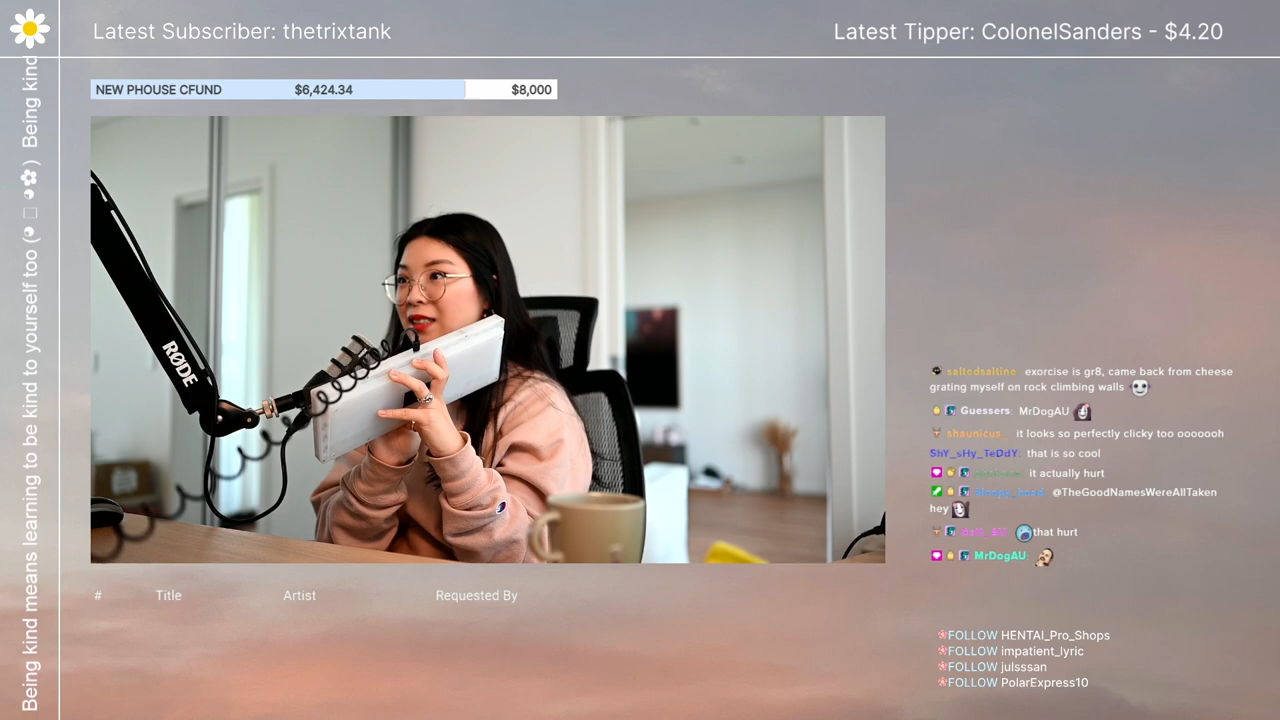 Latest Subscriber: thetrixtank
Latest Tipper: ColonelSanders - $4.20
Being kind means learning to be kind to yourself too (◕ □ ◕✿) Being kind
NEW PHOUSE CFUND $6,424.34 $8,000
RØDE
saltedsaltine: exorcise is gr8, came back from cheese
grating myself on rock climbing walls
Guessers: MrDogAU
shaunicus_: it looks so perfectly clicky too ooooooh
ShY_sHy_TeDdY: that is so cool
it actually hurt
@TheGoodNamesWereAllTaken
hey
that hurt
MrDogAU:
# Title Artist Requested By
FOLLOW HENTAI_Pro_Shops
FOLLOW impatient_lyric
FOLLOW julsssan
FOLLOW PolarExpress10